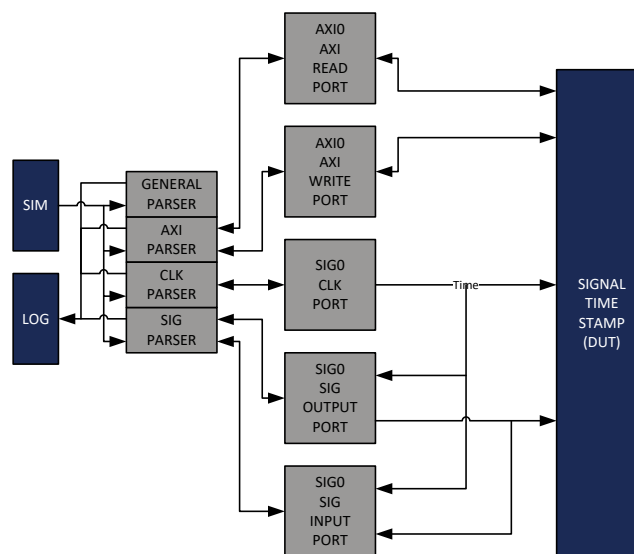 AXI0
AXI
READ
PORT
AXI0
AXI
WRITE
PORT
SIM
GENERAL
PARSER
AXI
PARSER
CLK
PARSER
SIG
PARSER
LOG
SIG0
CLK
PORT
Time
SIG0
SIG
OUTPUT
PORT
SIG0
SIG
INPUT
PORT
SIGNAL
TIME
STAMP
(DUT)